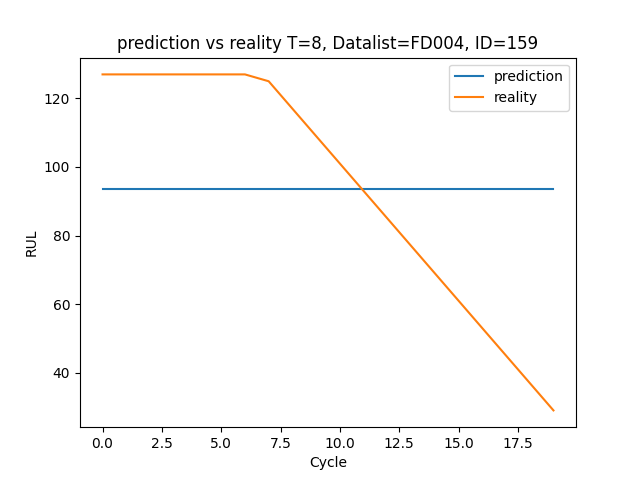 prediction vs reality T=8, Datalist=FD004, ID=159
prediction
reality
120
100
80
60
40
RUL
0.0 2.5 5.0 7.5 10.0 12.5 15.0 17.5
Cycle